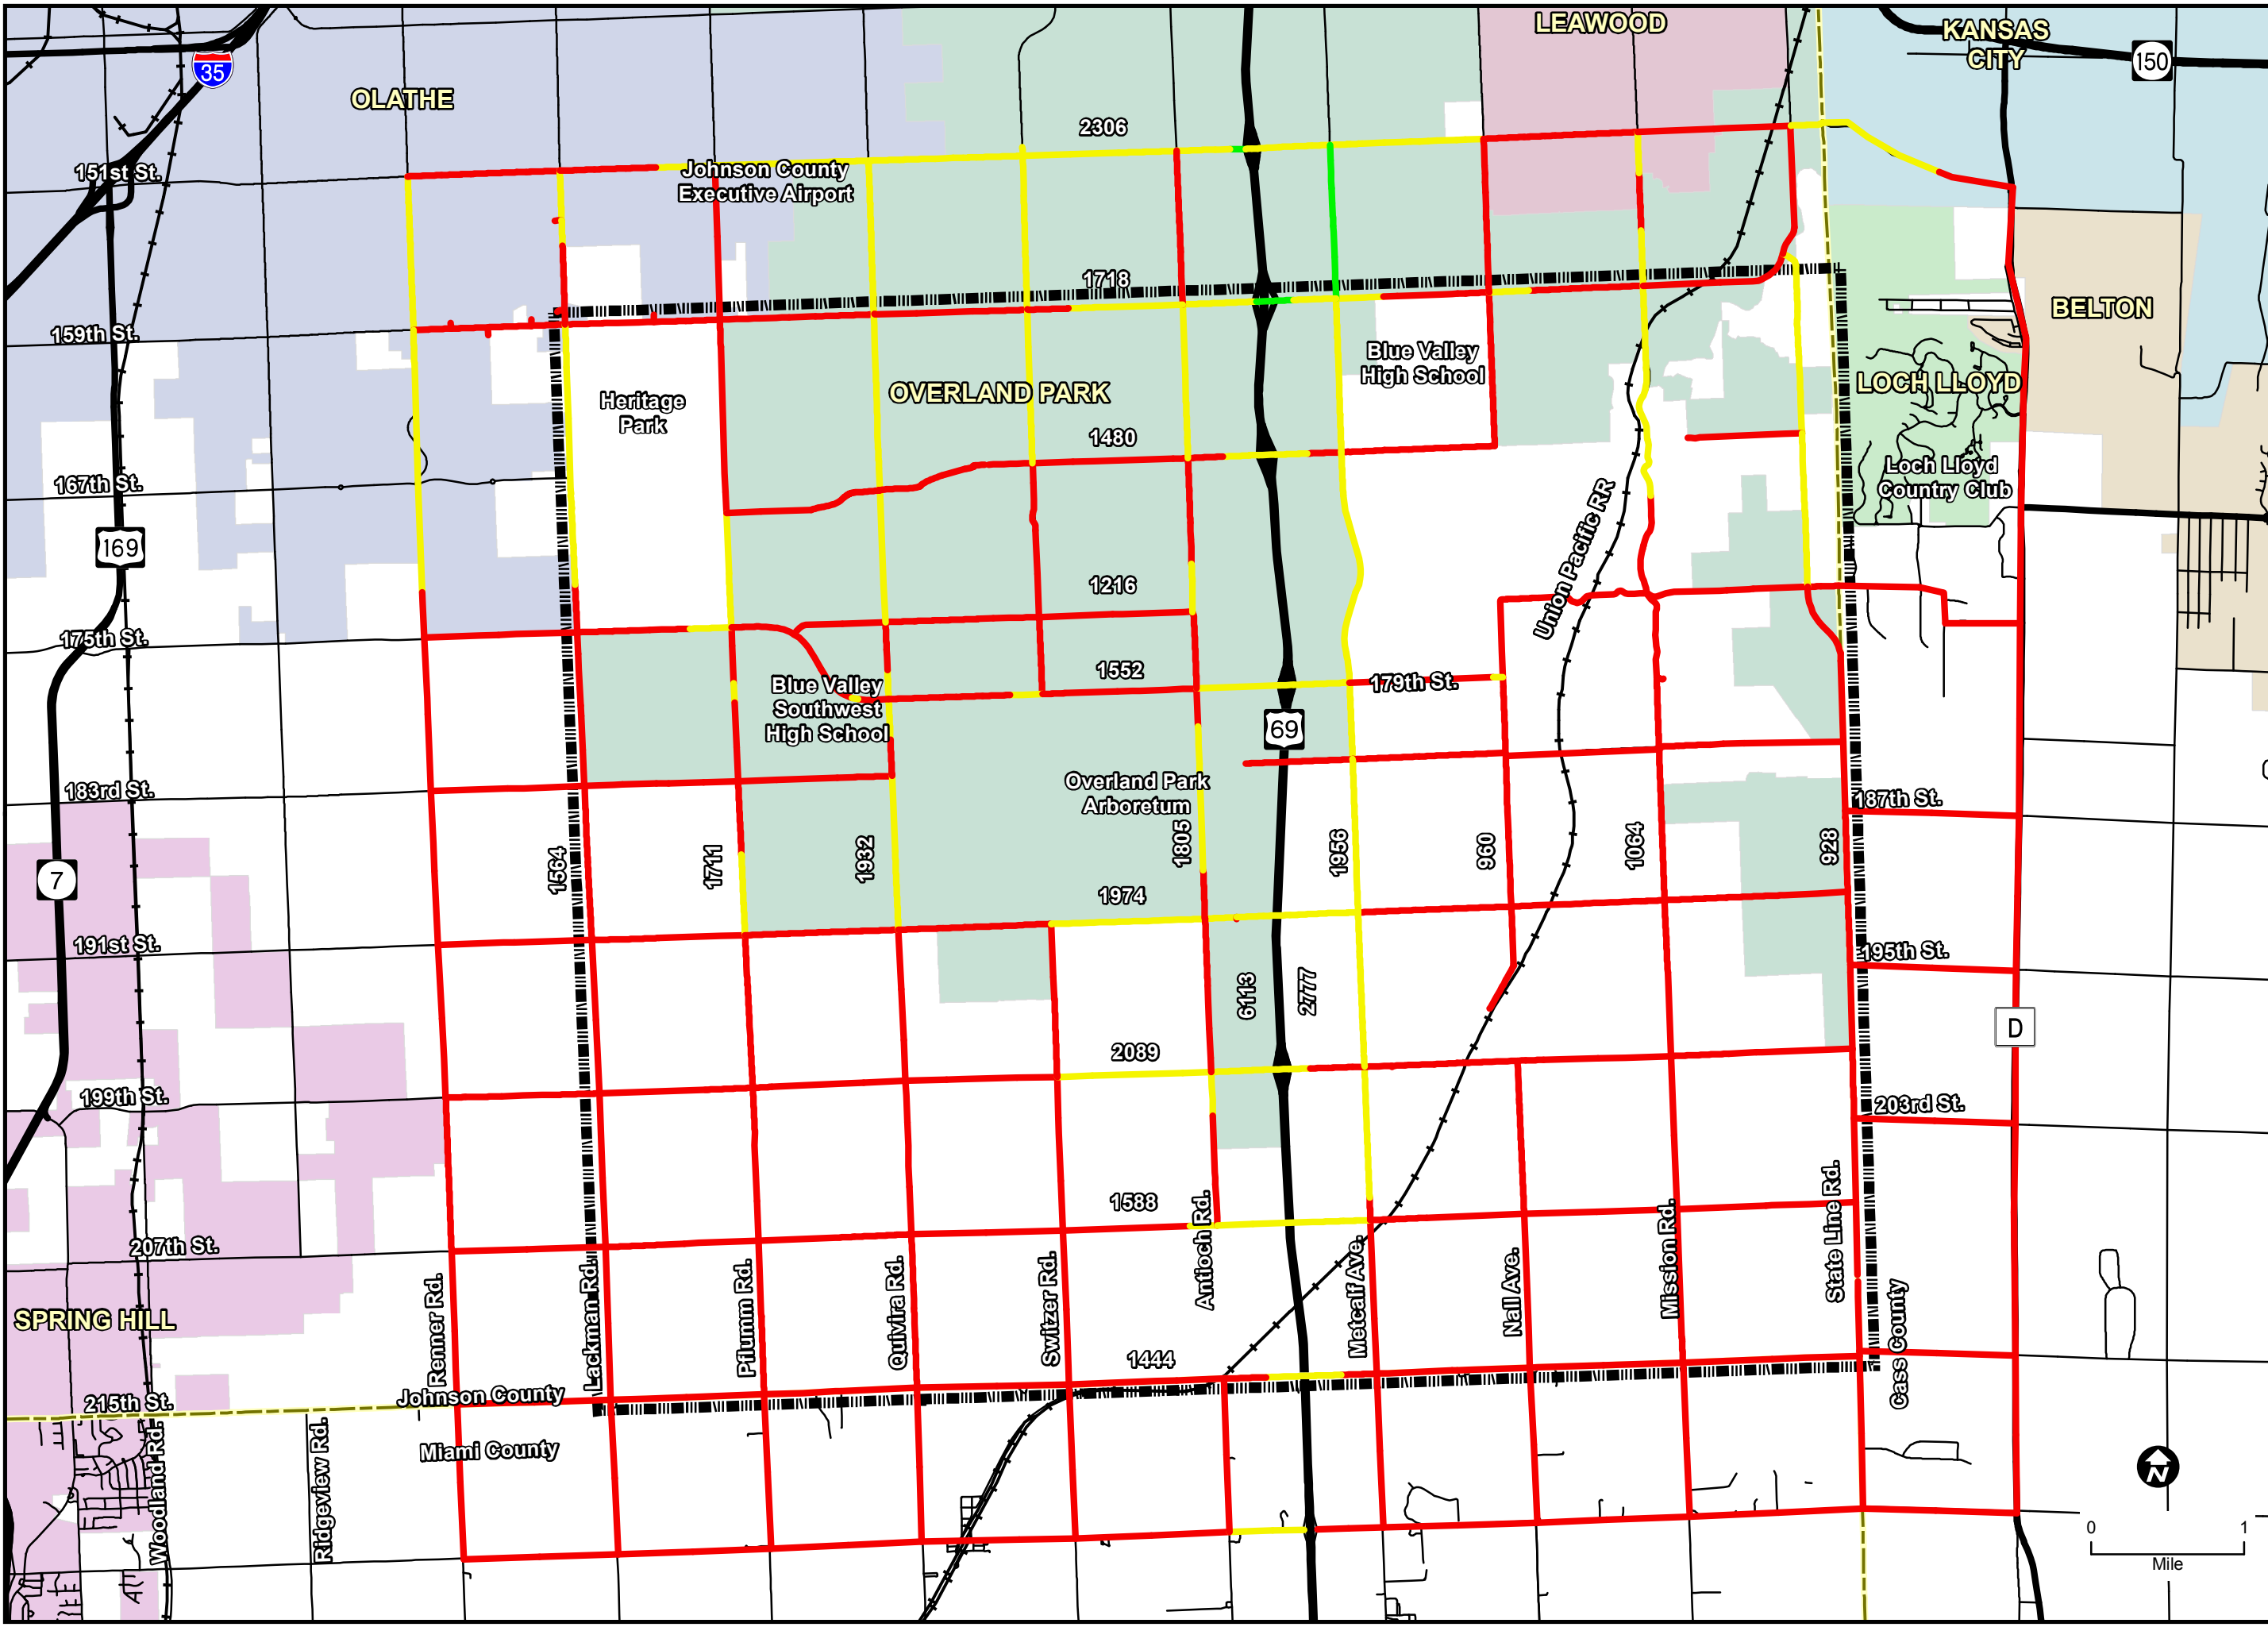 LEAWOOD
KANSAS
CITY
150
35
OLATHE
2306
151st St.
Johnson County
Executive Airport
1718
BELTON
159th St.
Blue Valley
High School
LOCH LLOYD
OVERLAND PARK
Heritage
Park
1480
Loch Lloyd
Country Club
167th St.
Union Pacific RR
169
1216
175th St.
1552
179th St.
Blue Valley
Southwest
High School
69
Overland Park
Arboretum
183rd St.
187th St.
1564
1711
1932
1805
1956
960
1064
928
7
1974
191st St.
195th St.
6113
2777
D
2089
199th St.
203rd St.
1588
207th St.
SPRING HILL
Renner Rd.
Lackman Rd.
Pflumm Rd.
Quivira Rd.
Switzer Rd.
Antioch Rd.
Metcalf Ave.
Nall Ave.
Mission Rd.
State Line Rd.
Cass County
1444
215th St.
Johnson County
Miami County
Woodland Rd.
Ridgeview Rd.
N
0 1
Mile